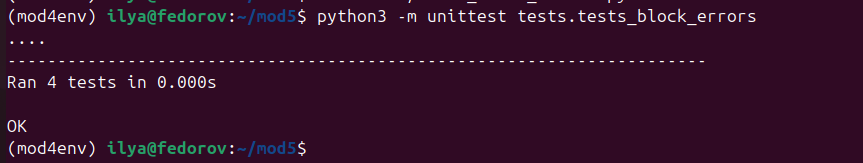 (mod4env) ilya@fedorov:~/mod5$ python3 -m unittest tests.tests_block_errors
....
----------------------------------------------------------------------
Ran 4 tests in 0.000s
OK
(mod4env) ilya@fedorov:~/mod5$